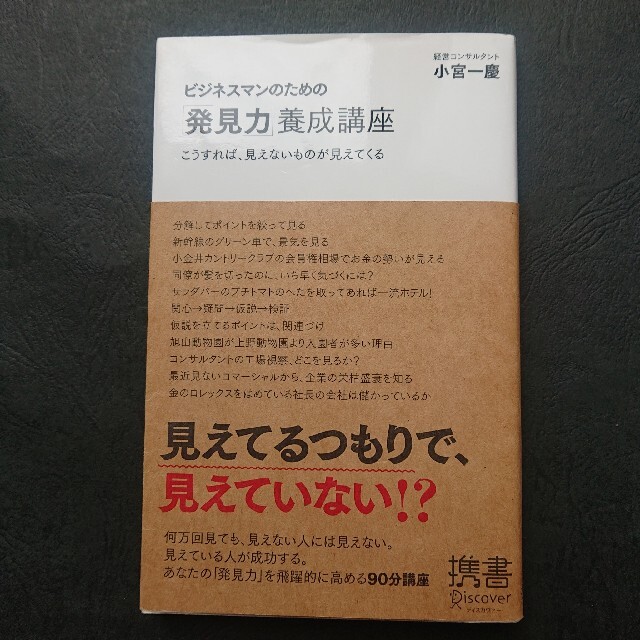 経営コンサルタント
小宮一慶
ビジネスマンのための
「発見力」養成講座
こうすれば、見えないものが見えてくる
分解してポイントを絞って見る
新幹線のグリーン車で、景気を見る
小金井カントリークラブの会員権相場でお金の勢いが見える
同僚が髪を切ったのに、いち早く気づくには?
サラダバーのプチトマトのへたを取ってあれば一流ホテル!
関心→疑問→仮説→検証
仮説を立てるポイントは、関連づけ
旭山動物園が上野動物園より入園者が多い理由
コンサルタントの工場視察、どこを見るか?
最近見ないコマーシャルから、企業の栄枯盛衰を知る
金のロレックスをはめている社長の会社は儲かっているか
見えてるつもりで、
見えていない!?
何万回見ても、見えない人には見えない。
見えている人が成功する。
あなたの「発見力」を飛躍的に高める90分講座
携書
Discover
ディスカヴァー